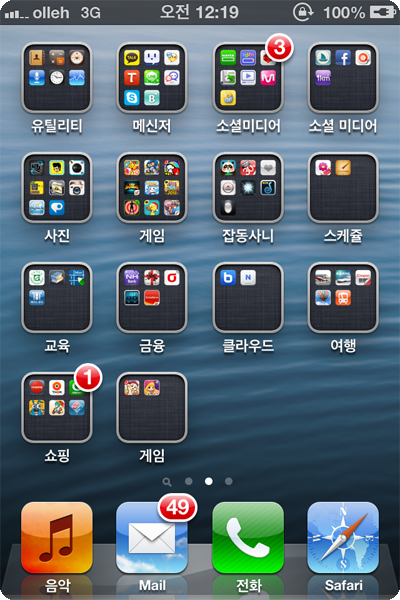 olleh 3G 오전 12:19 100%
3
유틸리티 메신저 소셜미디어 소셜 미디어
사진 게임 잡동사니 스케쥴
교육 금융 클라우드 여행
1
쇼핑 게임
49
음악 Mail 전화 Safari